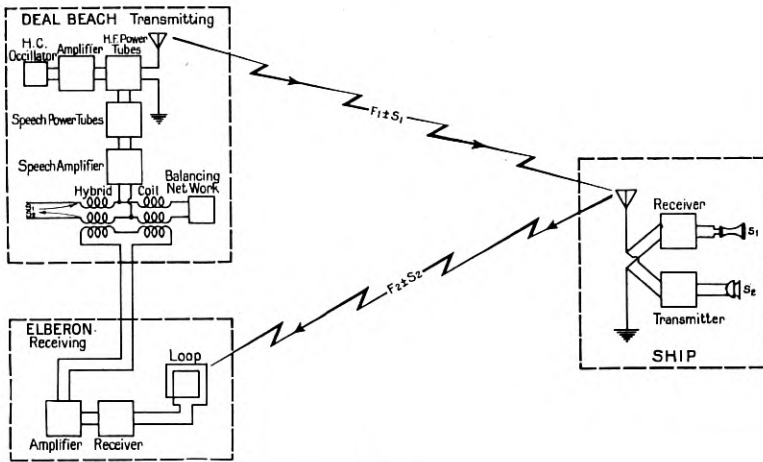 DEAL BEACH Transmitting
H.C.
Occillator
Amplifier
H.F. Power
Tubes
Speech Power Tubes
Speech Amplifier
Hybrid Coil
Balancing
Net Work
S1
S2
F1±S1
F2±S2
ELBERON-
Receiving
Loop
Amplifier
Receiver
Receiver
S1
S2
Transmitter
SHIP